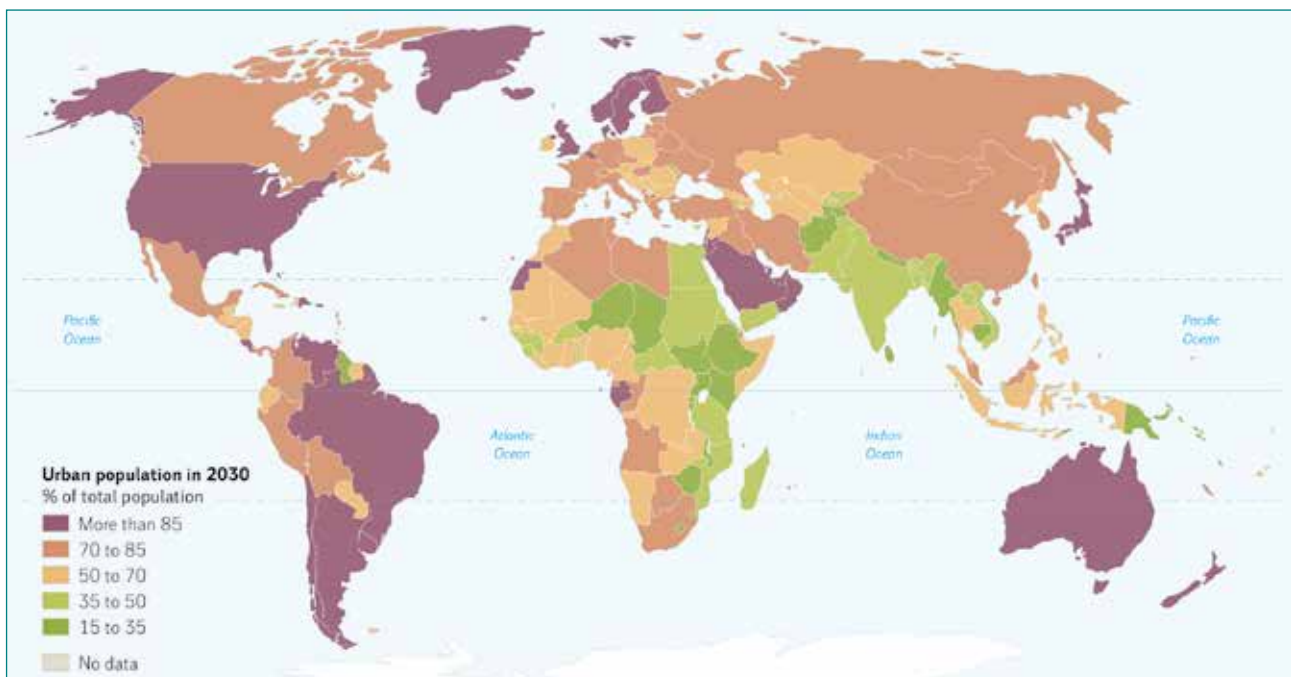 Pacific
Ocean
Pacific
Ocean
Atlantic
Ocean
Indian
Ocean
Urban population in 2030
% of total population
More than 85
70 to 85
50 to 70
35 to 50
15 to 35
No data